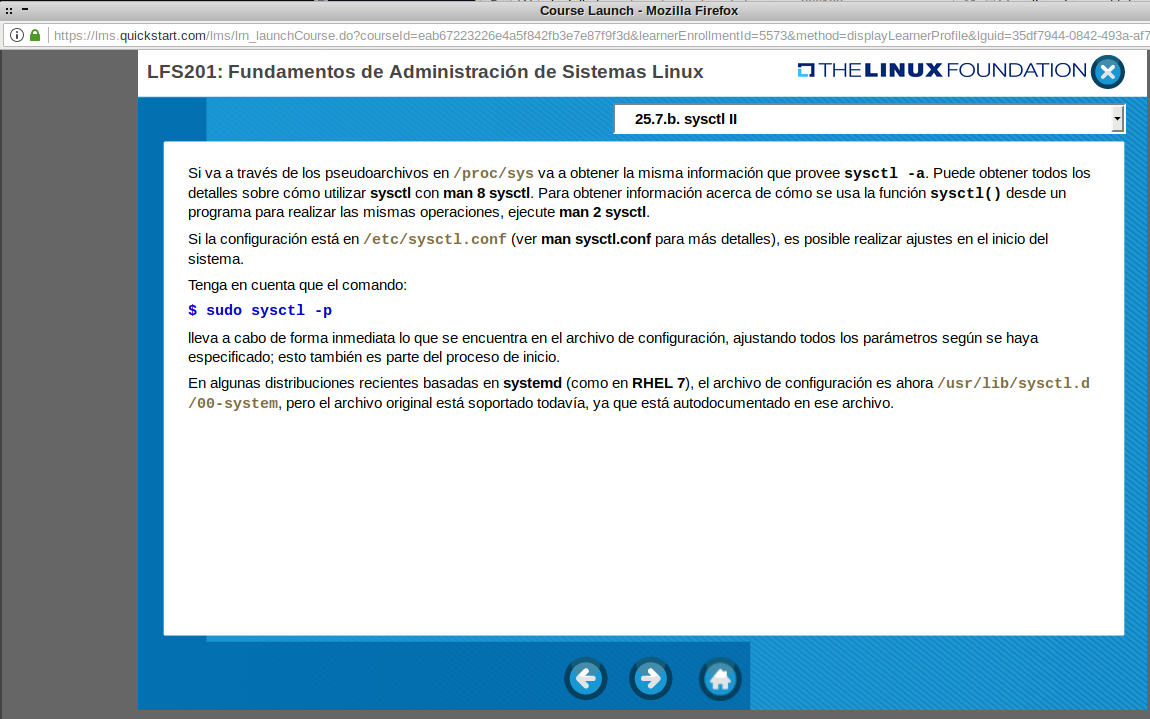 Course Launch - Mozilla Firefox
https://lms.quickstart.com/lms/lrn_launchCourse.do?courseId=eab67223226e4a5f842fb3e7e87f9f3d&learnerEnrollmentId=5573&method=displayLearnerProfile&lguid=35df7944-0842-493a-af7
LFS201: Fundamentos de Administración de Sistemas Linux
THE LINUX FOUNDATION
25.7.b. sysctl II
Si va a través de los pseudoarchivos en /proc/sys va a obtener la misma información que provee sysctl -a. Puede obtener todos los
detalles sobre cómo utilizar sysctl con man 8 sysctl. Para obtener información acerca de cómo se usa la función sysctl() desde un
programa para realizar las mismas operaciones, ejecute man 2 sysctl.
Si la configuración está en /etc/sysctl.conf (ver man sysctl.conf para más detalles), es posible realizar ajustes en el inicio del
sistema.
Tenga en cuenta que el comando:
$ sudo sysctl -p
lleva a cabo de forma inmediata lo que se encuentra en el archivo de configuración, ajustando todos los parámetros según se haya
especificado; esto también es parte del proceso de inicio.
En algunas distribuciones recientes basadas en systemd (como en RHEL 7), el archivo de configuración es ahora /usr/lib/sysctl.d
/00-system, pero el archivo original está soportado todavía, ya que está autodocumentado en ese archivo.